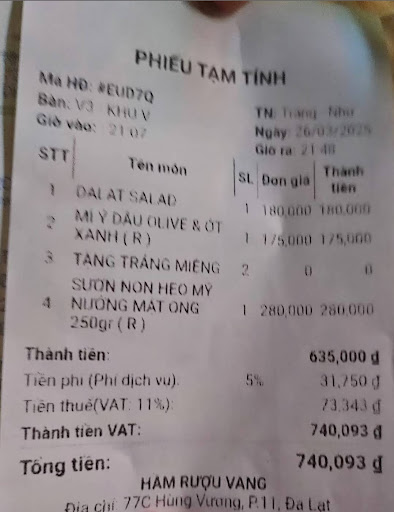 PHIẾU TẠM TÍNH
Mã HĐ: #EUD7Q
Bàn: V3 KHU V
TN: Trang Như
Giờ vào: 21:07
Ngày: 26/03/2025
Giờ ra: 21:48
STT Tên món SL Đơn giá Thành tiền
1 DALAT SALAD 1 180,000 180,000
2 MÌ Ý DẦU OLIVE & ỚT
XANH ( R ) 1 175,000 175,000
3 TANG TRÁNG MIÊNG 2 0 0
SƯỜN NON HEO MỸ
4 NƯỚNG MẬT ONG 1 280,000 280,000
250gr ( R )
Thành tiền: 635,000 ₫
Tiền phí (Phí dịch vụ): 5% 31,750 ₫
Tiền thuế(VAT: 11%): 73,343 ₫
Thành tiền VAT: 740,093 ₫
Tổng tiền: 740,093 ₫
HẦM RƯỢU VANG
Địa chỉ: 77C Hùng Vương, P.11, Đà Lạt